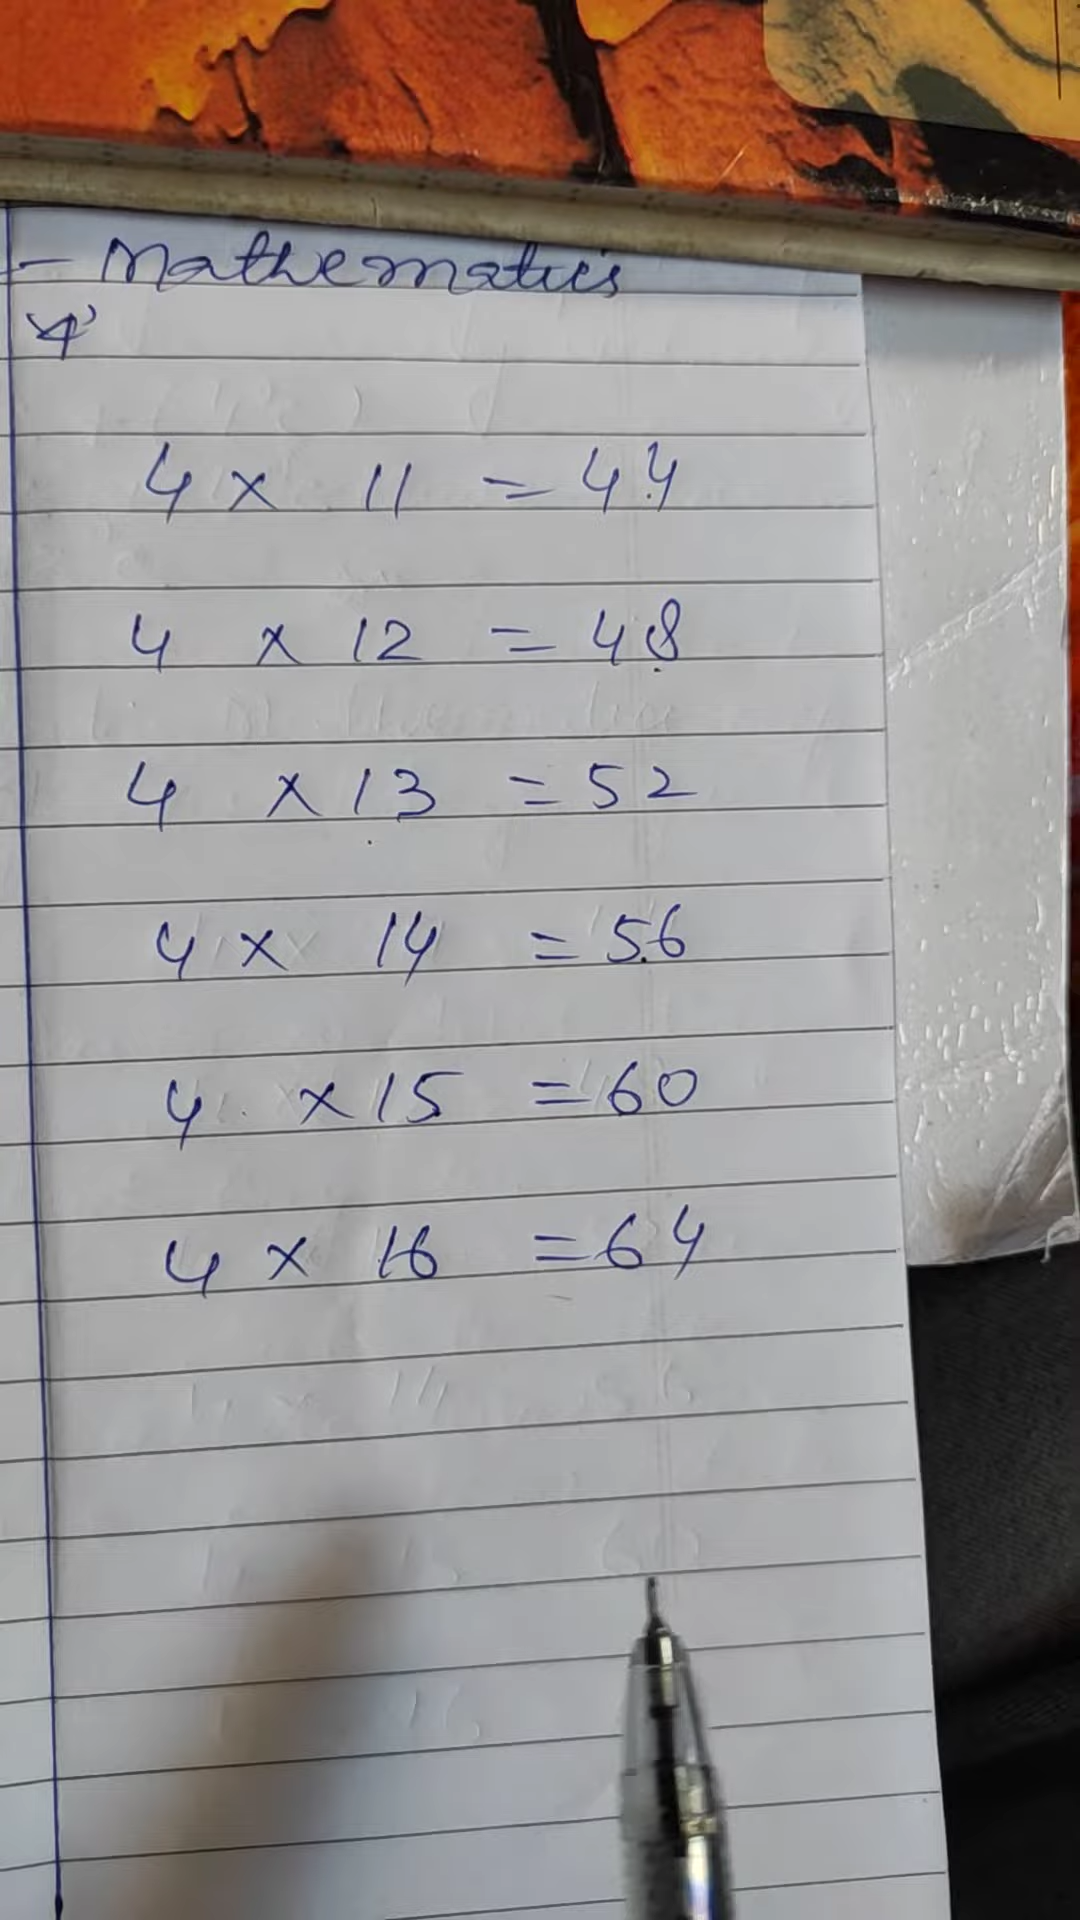 - Mathematics
4 x 11 = 44
4 x 12 = 48
4 x 13 = 52
4 x 14 = 56
4 x 15 = 60
4 x 16 = 64